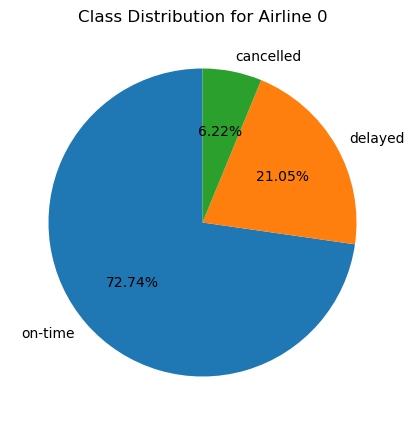 Class Distribution for Airline 0
cancelled
6.22%
delayed
21.05%
72.74%
on-time